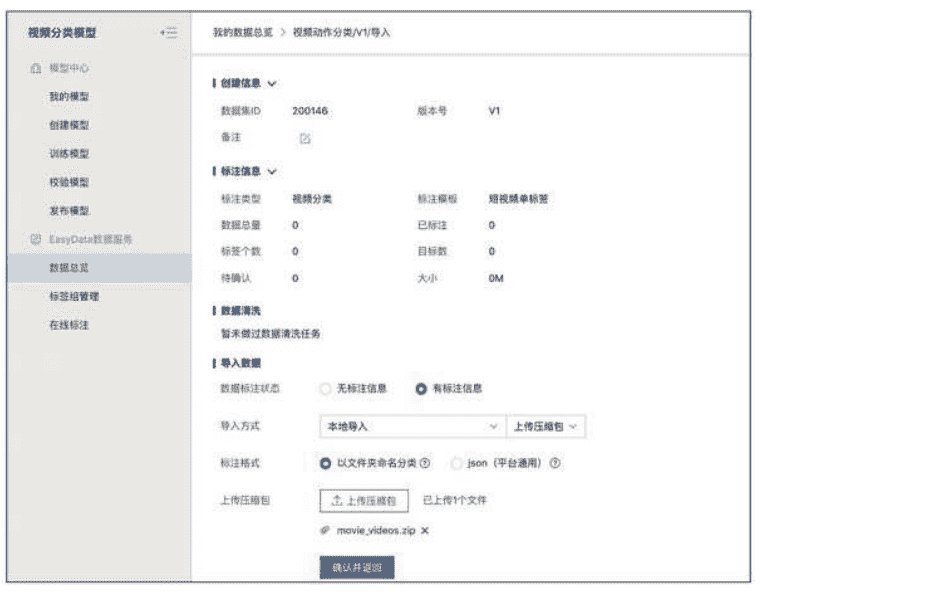 视频分类模型
我的数据总览 > 视频动作分类/V1/导入
模型中心
我的模型
创建模型
训练模型
校验模型
发布模型
EasyData数据服务
数据总览
标签组管理
在线标注
创建信息
数据集ID 200146 版本号 V1
备注
标注信息
标注类型 视频分类 标注模板 短视频单标签
数据总量 0 已标注 0
标签个数 0 目标数 0
待确认 0 大小 0M
数据清洗
暂未做过数据清洗任务
导入数据
数据标注状态 无标注信息 有标注信息
导入方式 本地导入 上传压缩包
标注格式 以文件夹命名分类 ? json（平台通用） ?
上传压缩包 上传压缩包 已上传1个文件
movie_videos.zip ×
确认并返回